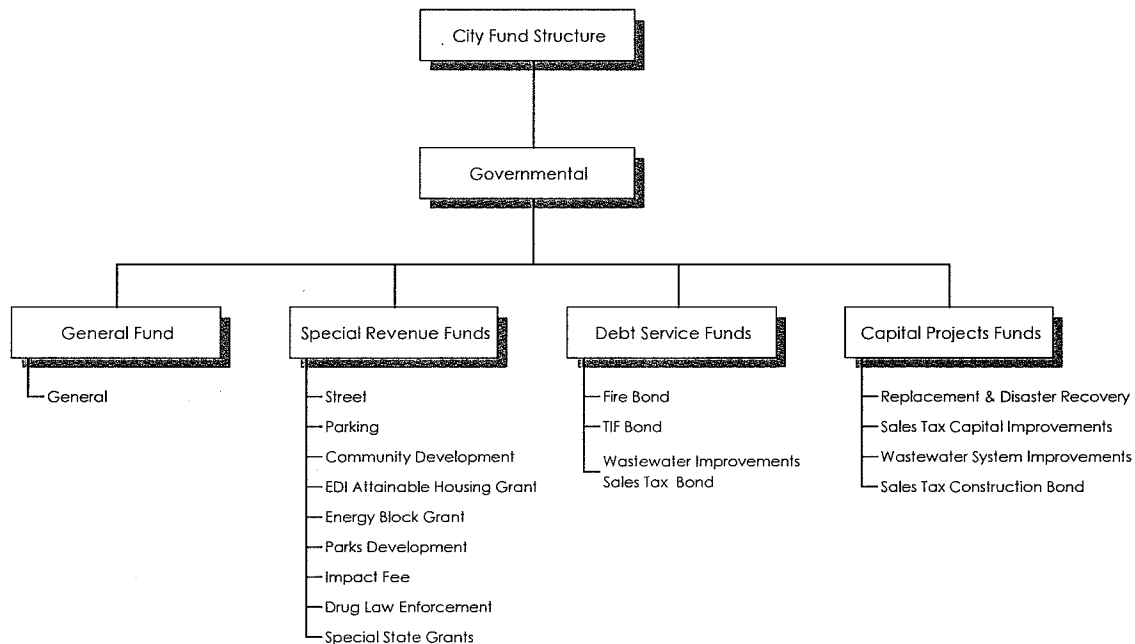 City Fund Structure
Governmental
General Fund
General
Special Revenue Funds
Street
Parking
Community Development
EDI Attainable Housing Grant
Energy Block Grant
Parks Development
Impact Fee
Drug Law Enforcement
Special State Grants
Debt Service Funds
Fire Bond
TIF Bond
Wastewater Improvements
Sales Tax Bond
Capital Projects Funds
Replacement & Disaster Recovery
Sales Tax Capital Improvements
Wastewater System Improvements
Sales Tax Construction Bond